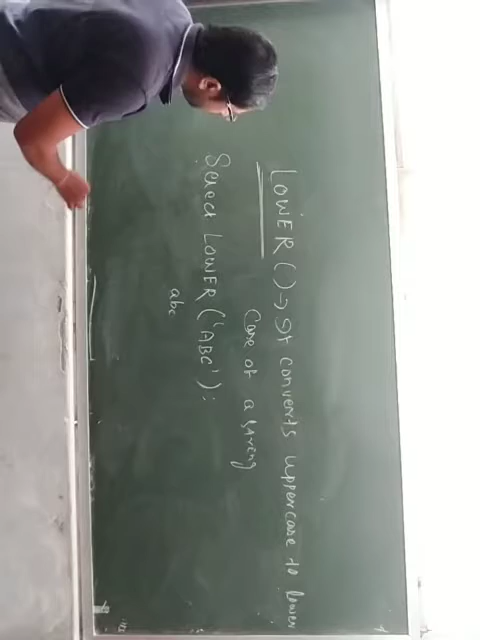 LOWER() → It converts uppercase to lower
case of a string
Select LOWER('ABC'):
abc